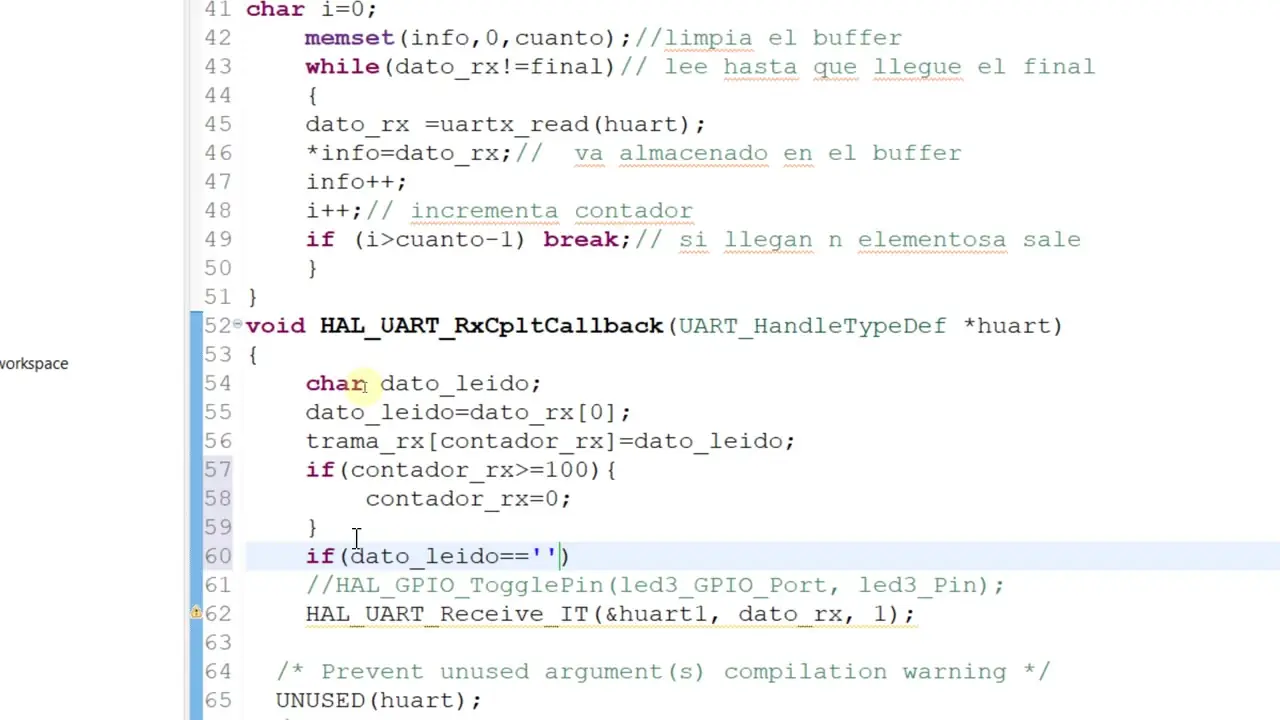 41 char i=0;
42 memset(info,0,cuanto);//limpia el buffer
43 while(dato_rx!=final)// lee hasta que llegue el final
44 {
45 dato_rx =uartx_read(huart);
46 *info=dato_rx;//  va almacenado en el buffer
47 info++;
48 i++;// incrementa contador
49 if (i>cuanto-1) break;// si llegan n elementosa sale
50 }
51 }
52 void HAL_UART_RxCpltCallback(UART_HandleTypeDef *huart)
workspace
53 {
54 char dato_leido;
55 dato_leido=dato_rx[0];
56 trama_rx[contador_rx]=dato_leido;
57 if(contador_rx>=100){
58 contador_rx=0;
59 }
60 if(dato_leido=='')
61 //HAL_GPIO_TogglePin(led3_GPIO_Port, led3_Pin);
62 HAL_UART_Receive_IT(&huart1, dato_rx, 1);
63
64 /* Prevent unused argument(s) compilation warning */
65 UNUSED(huart);